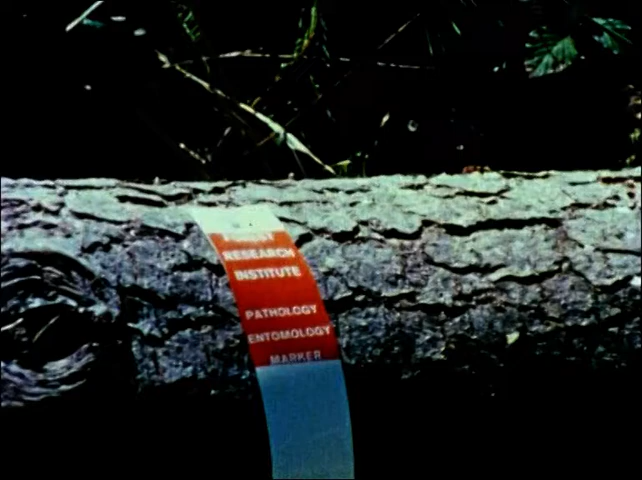 RESEARCH
INSTITUTE
PATHOLOGY
ENTOMOLOGY
MARKER